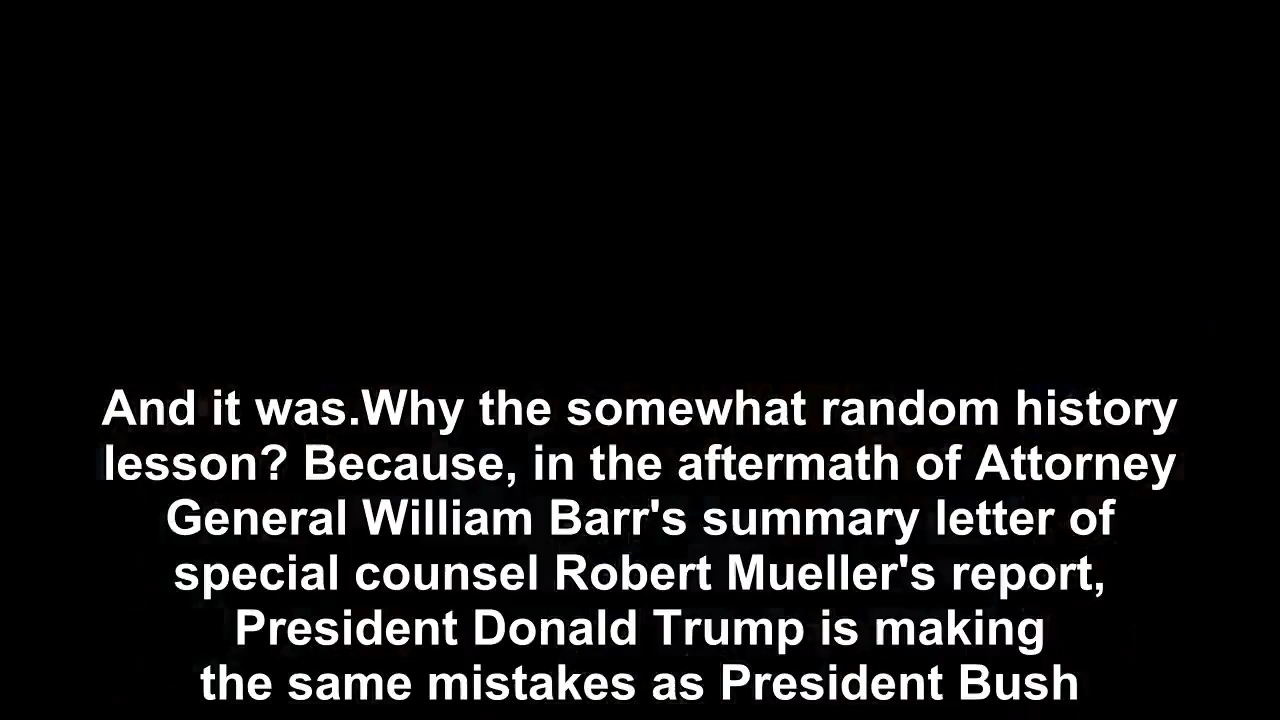 And it was.Why the somewhat random history
lesson? Because, in the aftermath of Attorney
General William Barr's summary letter of
special counsel Robert Mueller's report,
President Donald Trump is making
the same mistakes as President Bush